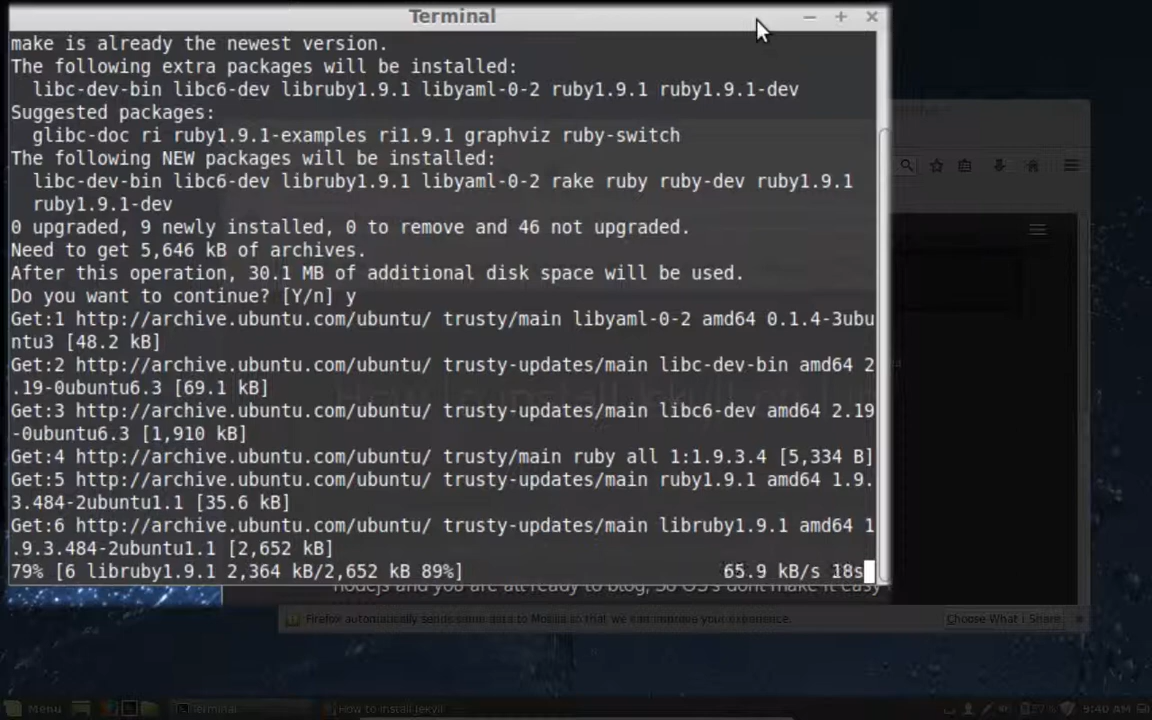 Terminal
make is already the newest version.
The following extra packages will be installed:
libc-dev-bin libc6-dev libruby1.9.1 libyaml-0-2 ruby1.9.1 ruby1.9.1-dev
Suggested packages:
glibc-doc ri ruby1.9.1-examples ri1.9.1 graphviz ruby-switch
The following NEW packages will be installed:
libc-dev-bin libc6-dev libruby1.9.1 libyaml-0-2 rake ruby ruby-dev ruby1.9.1
ruby1.9.1-dev
0 upgraded, 9 newly installed, 0 to remove and 46 not upgraded.
Need to get 5,646 kB of archives.
After this operation, 30.1 MB of additional disk space will be used.
Do you want to continue? [Y/n] y
Get:1 http://archive.ubuntu.com/ubuntu/ trusty/main libyaml-0-2 amd64 0.1.4-3ubu
ntu3 [48.2 kB]
Get:2 http://archive.ubuntu.com/ubuntu/ trusty-updates/main libc-dev-bin amd64 2
.19-0ubuntu6.3 [69.1 kB]
Get:3 http://archive.ubuntu.com/ubuntu/ trusty-updates/main libc6-dev amd64 2.19
-0ubuntu6.3 [1,910 kB]
Get:4 http://archive.ubuntu.com/ubuntu/ trusty/main ruby all 1:1.9.3.4 [5,334 B]
Get:5 http://archive.ubuntu.com/ubuntu/ trusty-updates/main ruby1.9.1 amd64 1.9.
3.484-2ubuntu1.1 [35.6 kB]
Get:6 http://archive.ubuntu.com/ubuntu/ trusty-updates/main libruby1.9.1 amd64 1
.9.3.484-2ubuntu1.1 [2,652 kB]
79% [6 libruby1.9.1 2,364 kB/2,652 kB 89%] 65.9 kB/s 18s
nodejs and you are all ready to blog, So OS's dont make it easy
Firefox automatically sends some data to Mozilla so that we can improve your experience. Choose What I Share
Menu Terminal How to install Jekyll 9:40 AM